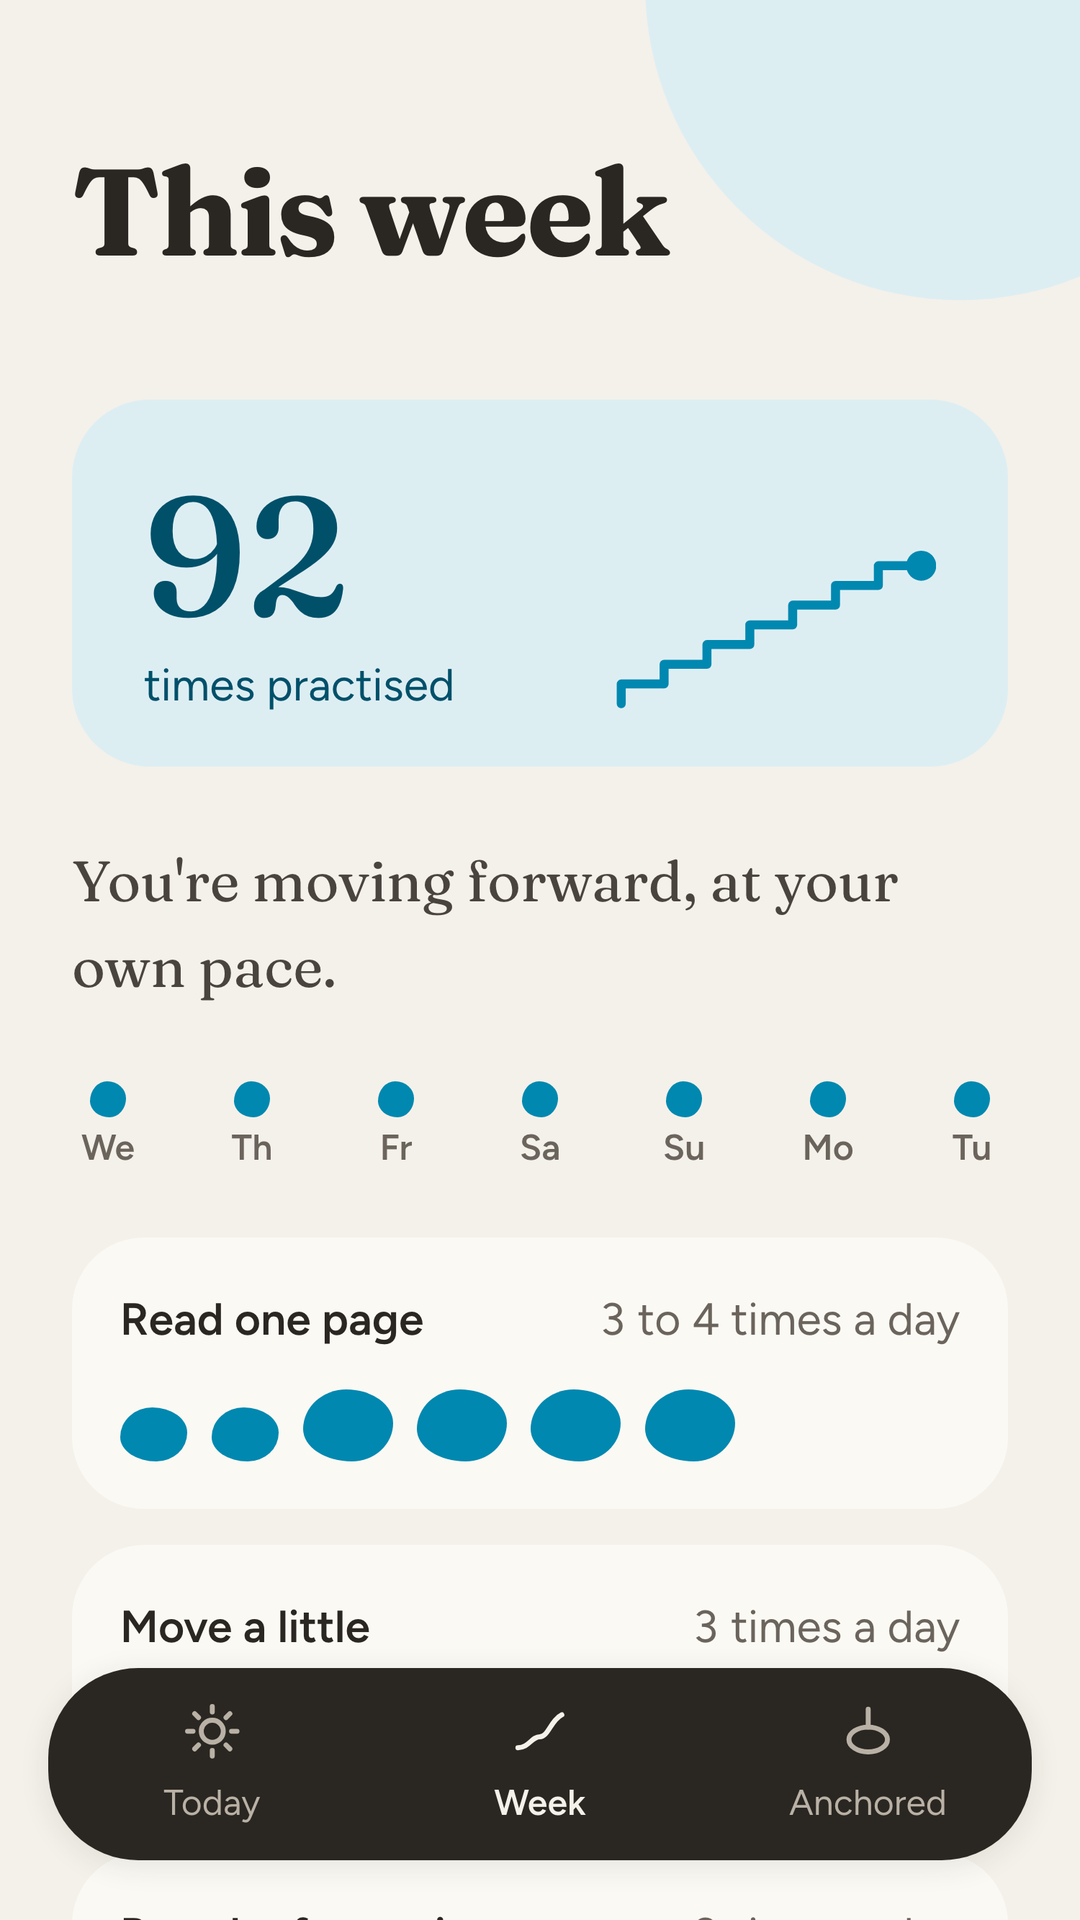 This week
92
times practised
You're moving forward, at your
own pace.
We Th Fr Sa Su Mo Tu
Read one page 3 to 4 times a day
Move a little 3 times a day
Today Week Anchored